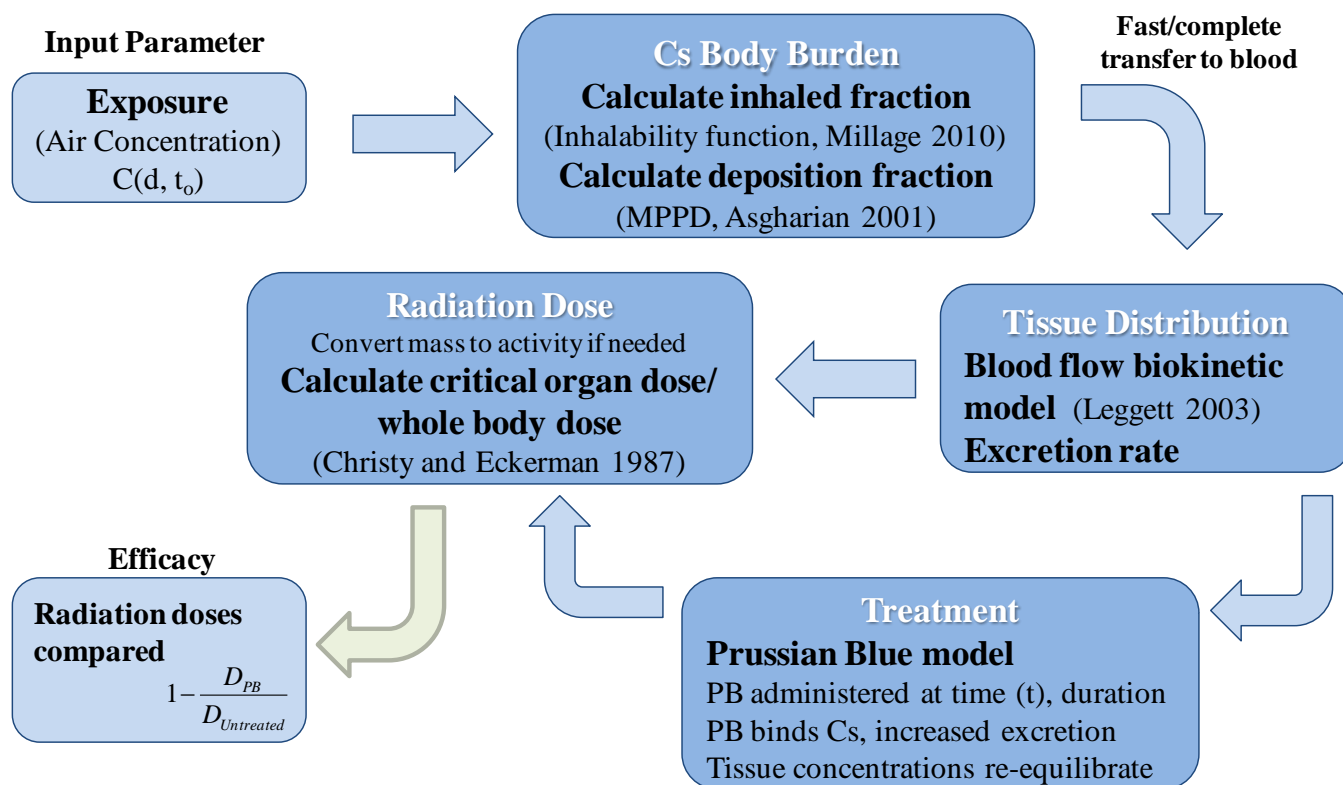 Input Parameter
Exposure
(Air Concentration)
C(d, t₀)
Cs Body Burden
Calculate inhaled fraction
(Inhalability function, Millage 2010)
Calculate deposition fraction
(MPPD, Asgharian 2001)
Fast/complete
transfer to blood
Tissue Distribution
Blood flow biokinetic
model (Leggett 2003)
Excretion rate
Radiation Dose
Convert mass to activity if needed
Calculate critical organ dose/
whole body dose
(Christy and Eckerman 1987)
Treatment
Prussian Blue model
PB administered at time (t), duration
PB binds Cs, increased excretion
Tissue concentrations re-equilibrate
Efficacy
Radiation doses
compared
1 − D_PB / D_Untreated